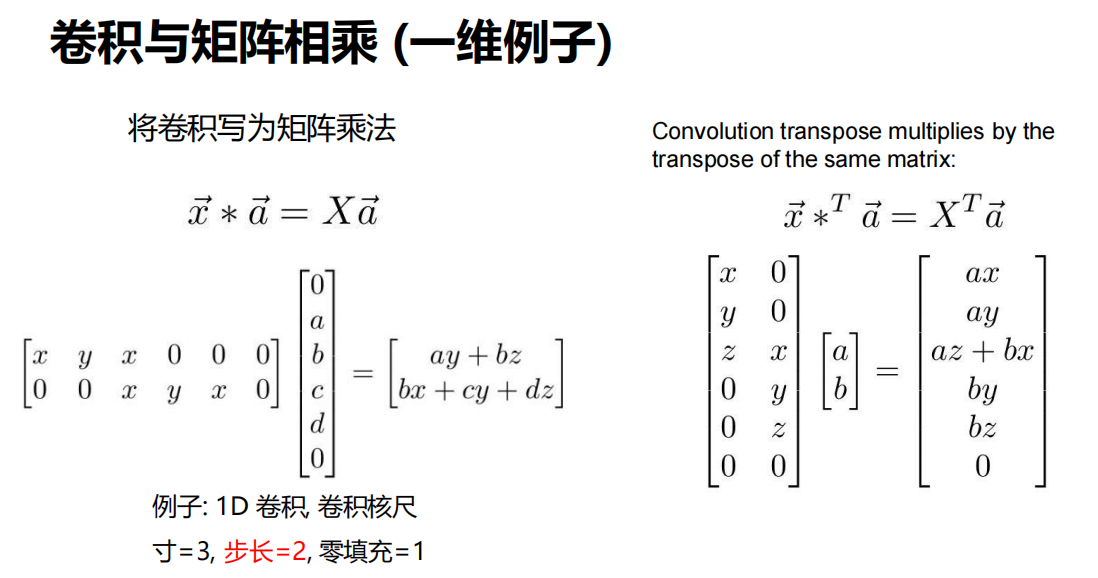 卷积与矩阵相乘 (一维例子)
将卷积写为矩阵乘法
$\vec{x} * \vec{a} = X\vec{a}$
$\begin{bmatrix} x & y & x & 0 & 0 & 0 \\ 0 & 0 & x & y & x & 0 \end{bmatrix} \begin{bmatrix} 0 \\ a \\ b \\ c \\ d \\ 0 \end{bmatrix} = \begin{bmatrix} ay + bz \\ bx + cy + dz \end{bmatrix}$
例子: 1D 卷积, 卷积核尺
寸=3, 步长=2, 零填充=1
Convolution transpose multiplies by the
transpose of the same matrix:
$\vec{x} *^T \vec{a} = X^T\vec{a}$
$\begin{bmatrix} x & 0 \\ y & 0 \\ z & x \\ 0 & y \\ 0 & z \\ 0 & 0 \end{bmatrix} \begin{bmatrix} a \\ b \end{bmatrix} = \begin{bmatrix} ax \\ ay \\ az + bx \\ by \\ bz \\ 0 \end{bmatrix}$